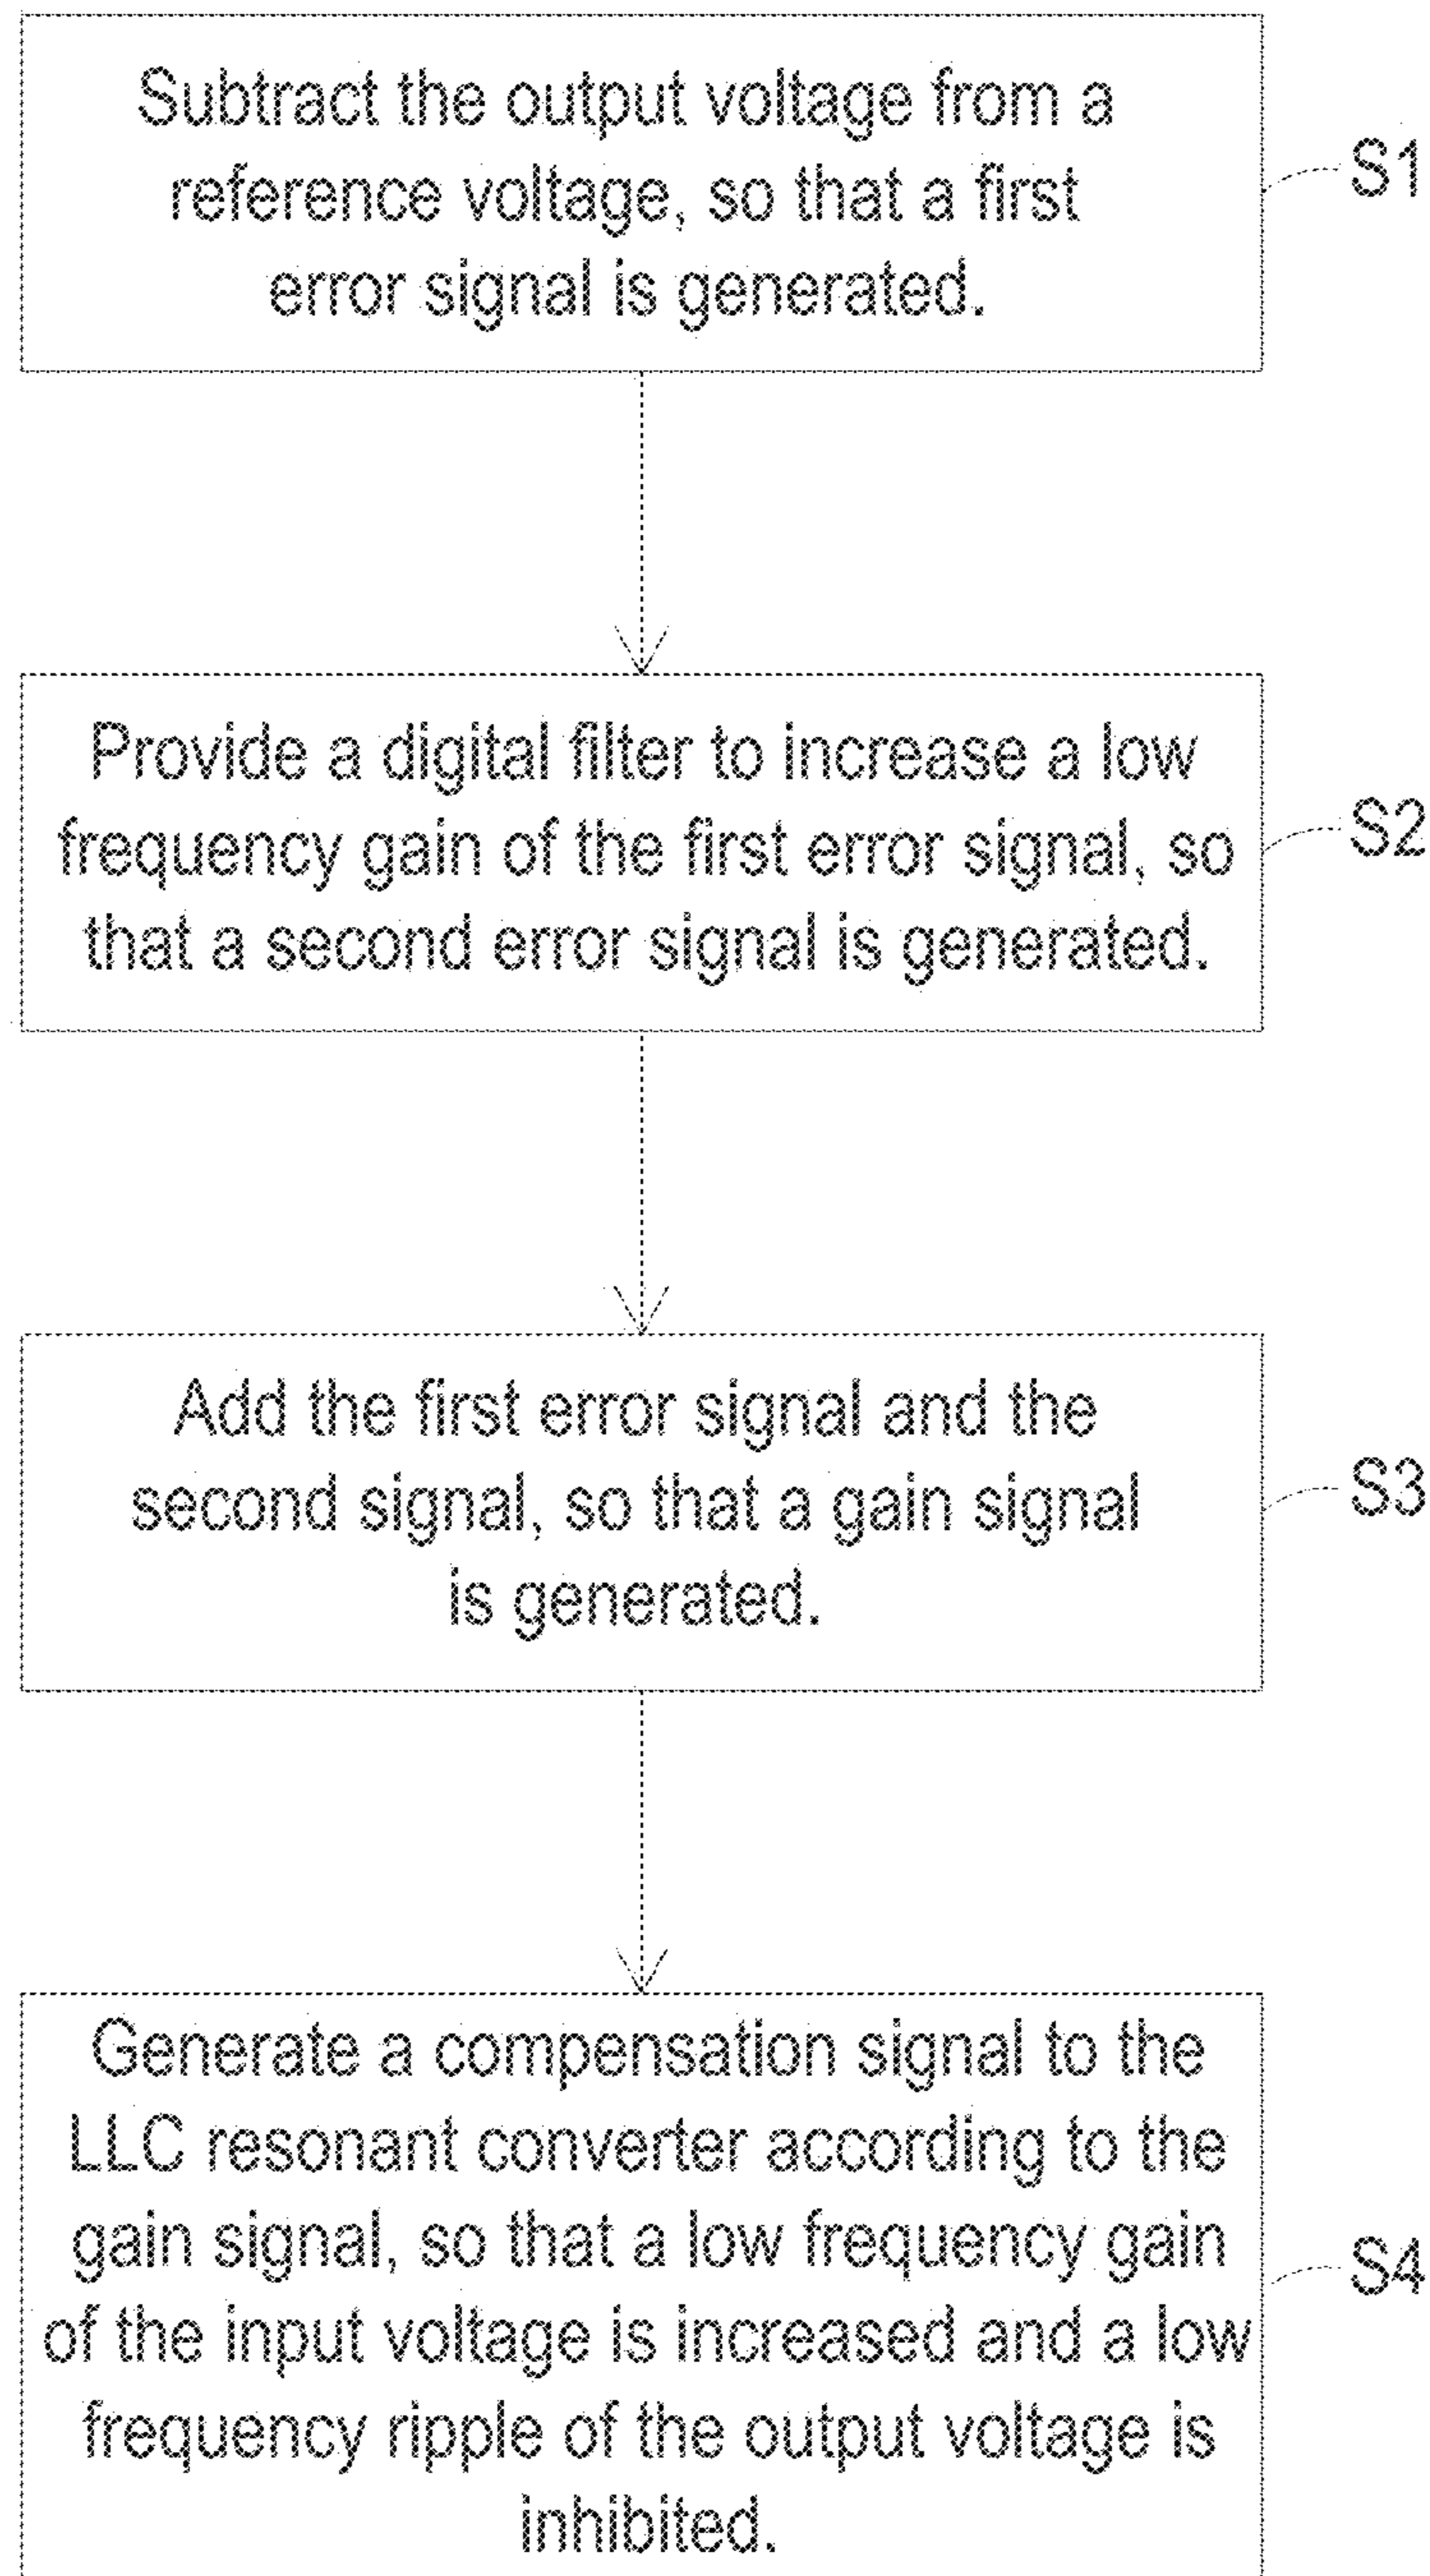 Subtract the output voltage from a
reference voltage, so that a first
error signal is generated.
S1
Provide a digital filter to increase a low
frequency gain of the first error signal, so
that a second error signal is generated.
S2
Add the first error signal and the
second signal, so that a gain signal
is generated.
S3
Generate a compensation signal to the
LLC resonant converter according to the
gain signal, so that a low frequency gain
of the input voltage is increased and a low
frequency ripple of the output voltage is
inhibited.
S4